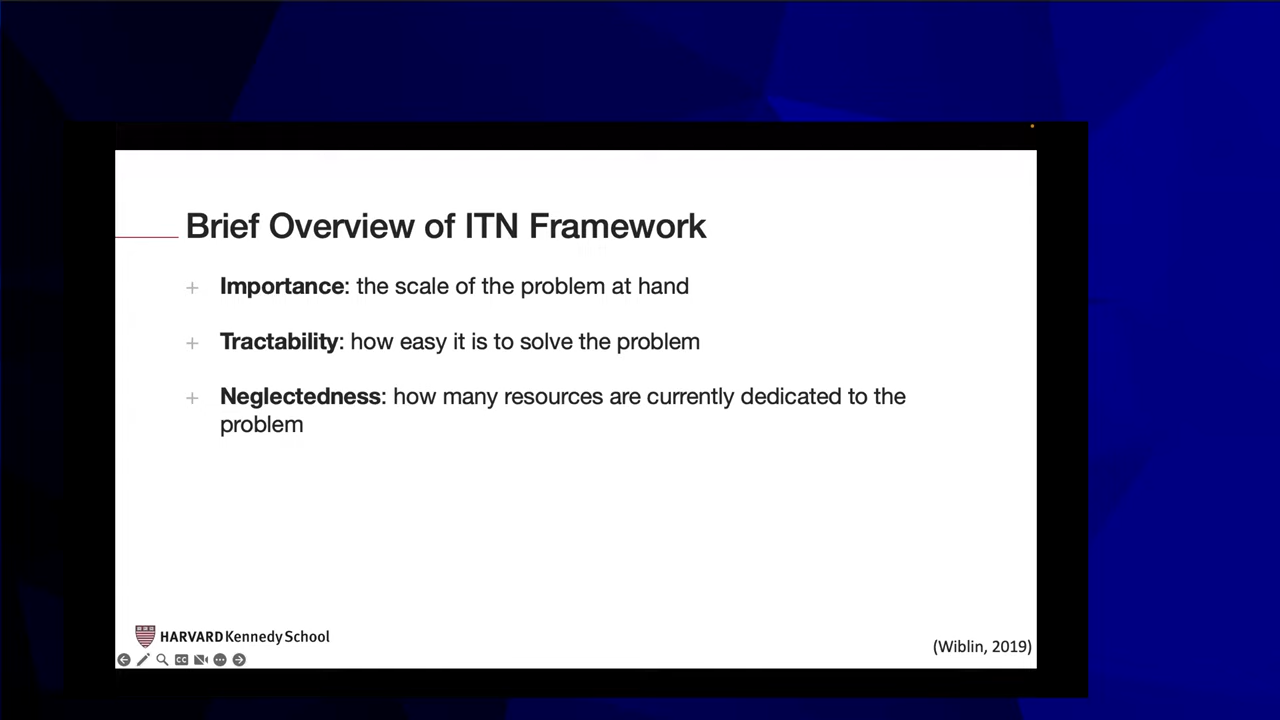 Brief Overview of ITN Framework
+ Importance: the scale of the problem at hand
+ Tractability: how easy it is to solve the problem
+ Neglectedness: how many resources are currently dedicated to the
problem
HARVARD Kennedy School
(Wiblin, 2019)
CC